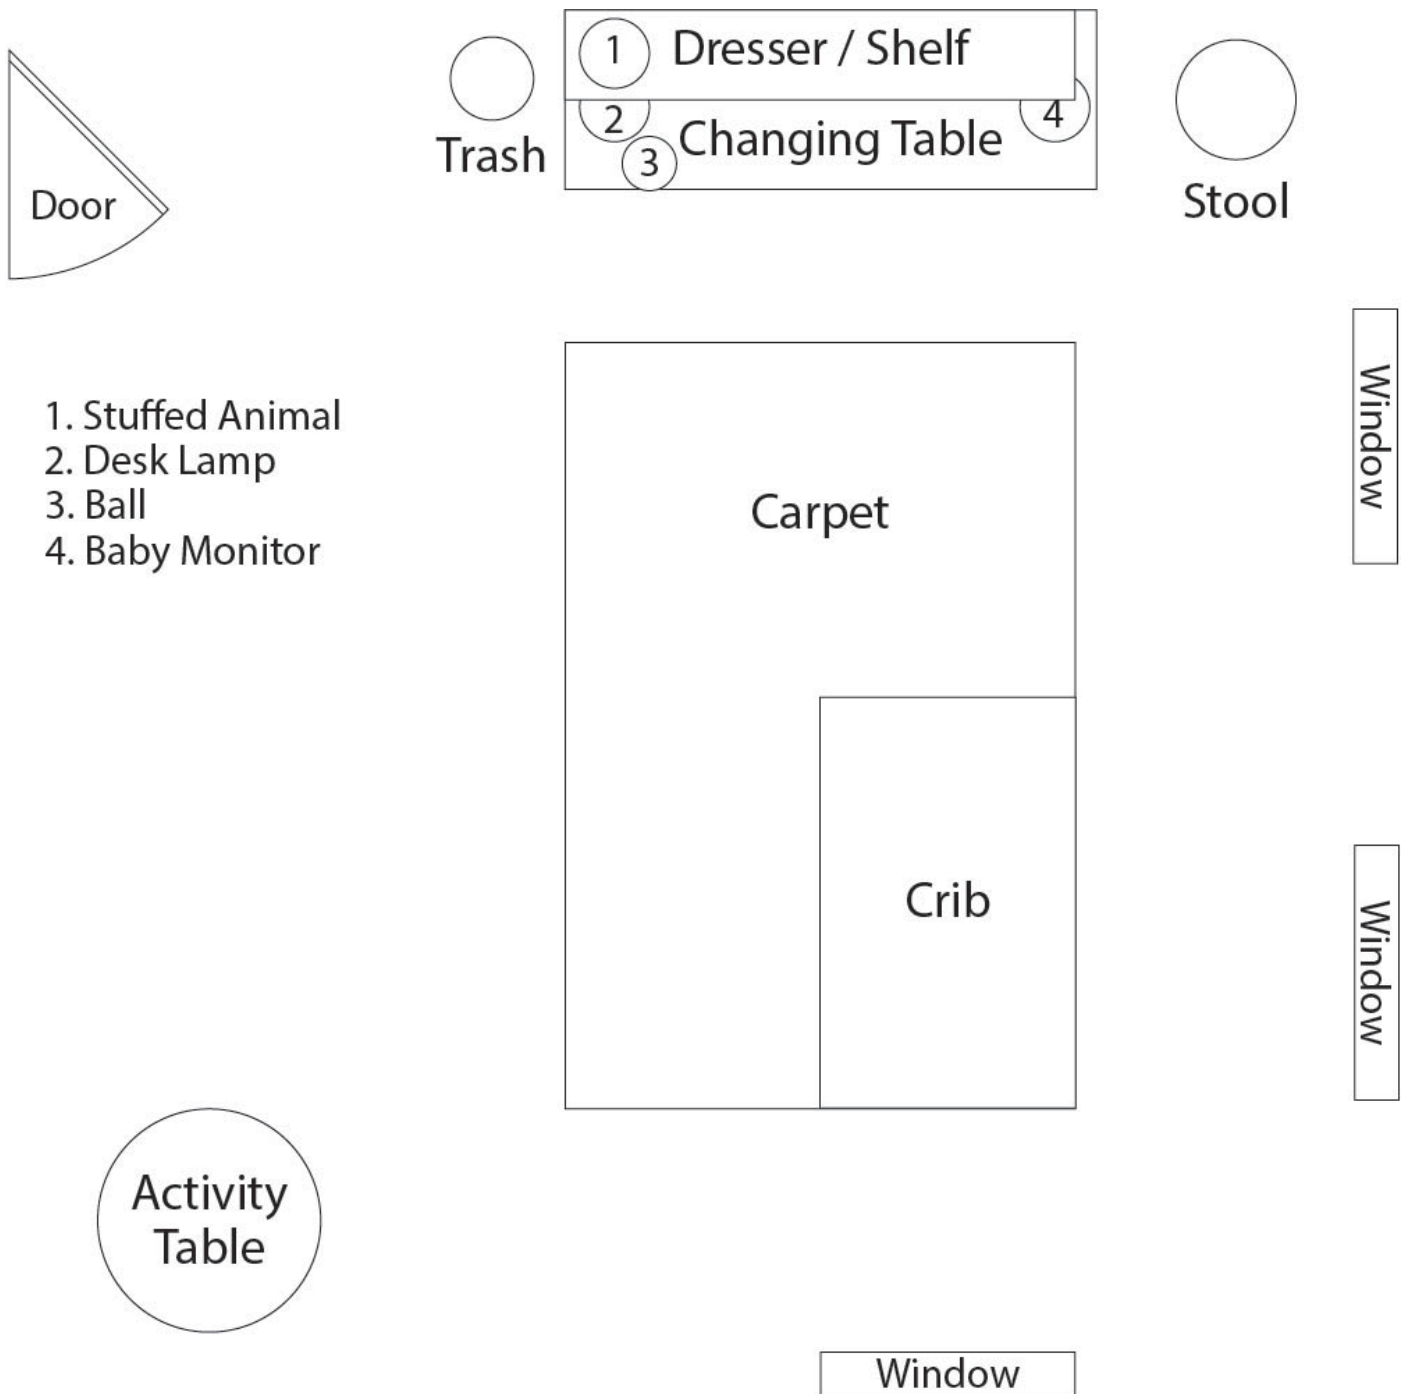 1 Dresser / Shelf
2
4
3 Changing Table
Trash
Door
Stool
Window
1. Stuffed Animal
2. Desk Lamp
3. Ball
4. Baby Monitor
Carpet
Crib
Window
Activity
Table
Window